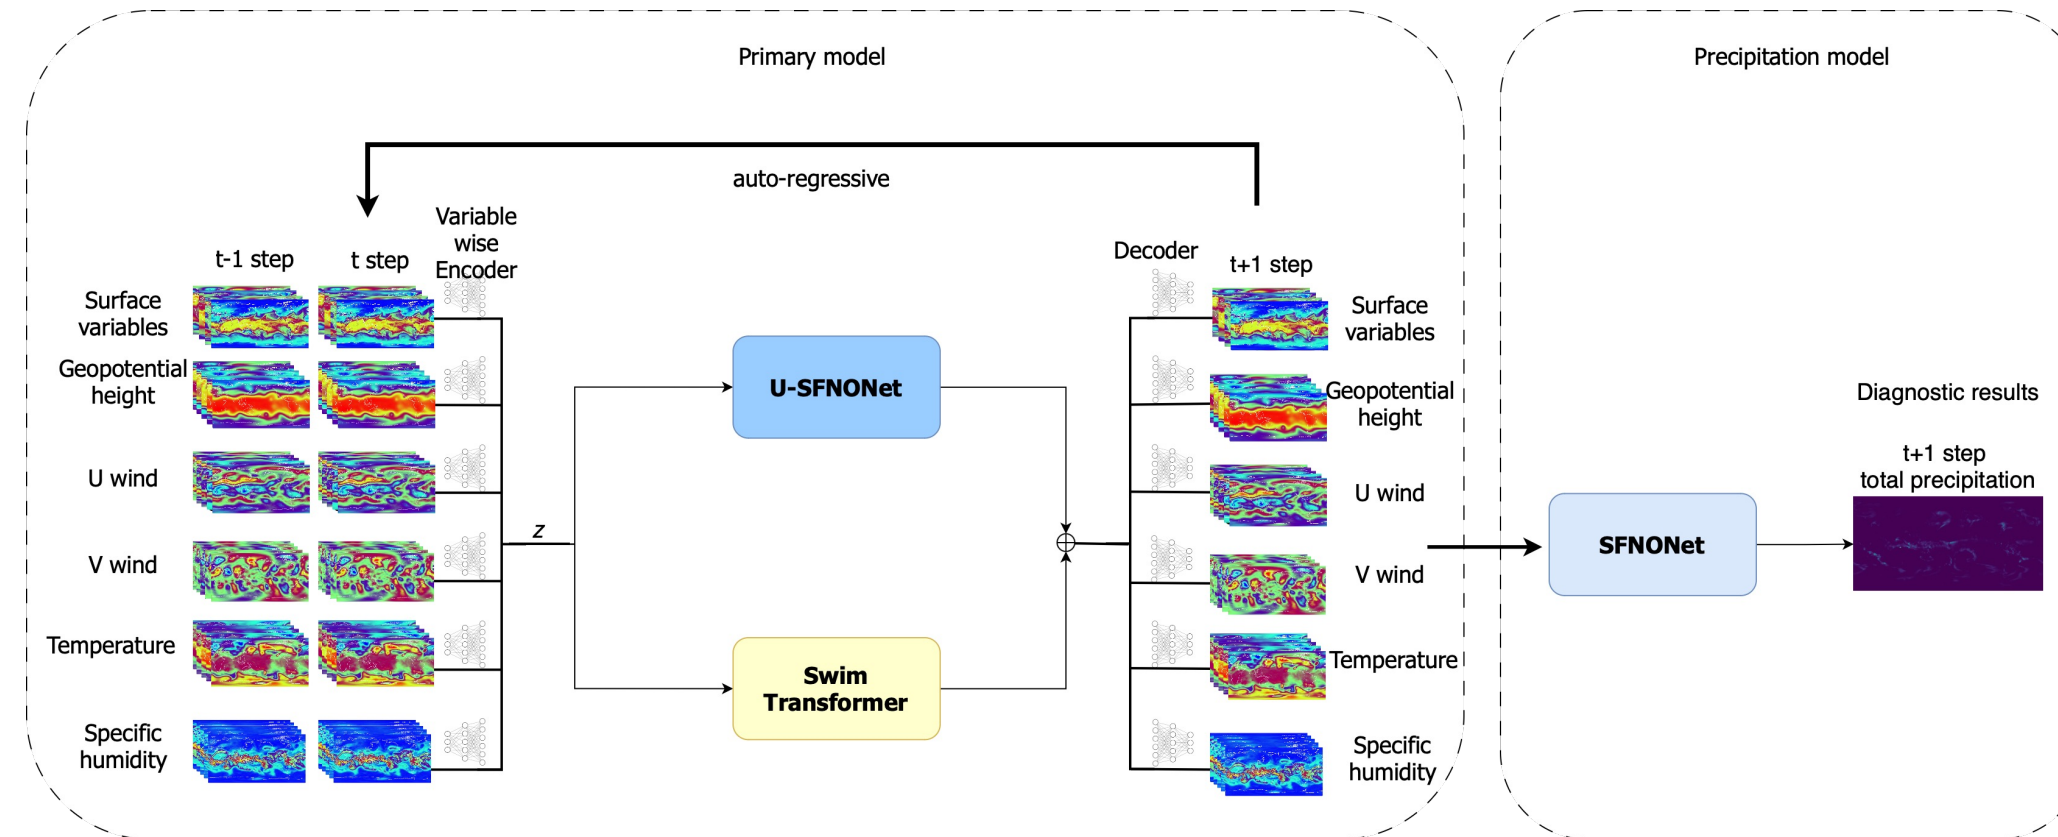 Primary model
Precipitation model
auto-regressive
Variable
wise
Encoder
t-1 step
t step
Decoder
t+1 step
Surface
variables
Geopotential
height
U wind
V wind
Temperature
Specific
humidity
z
U-SFNONet
Swim
Transformer
Surface
variables
Geopotential
height
U wind
V wind
Temperature
Specific
humidity
SFNONet
Diagnostic results
t+1 step
total precipitation